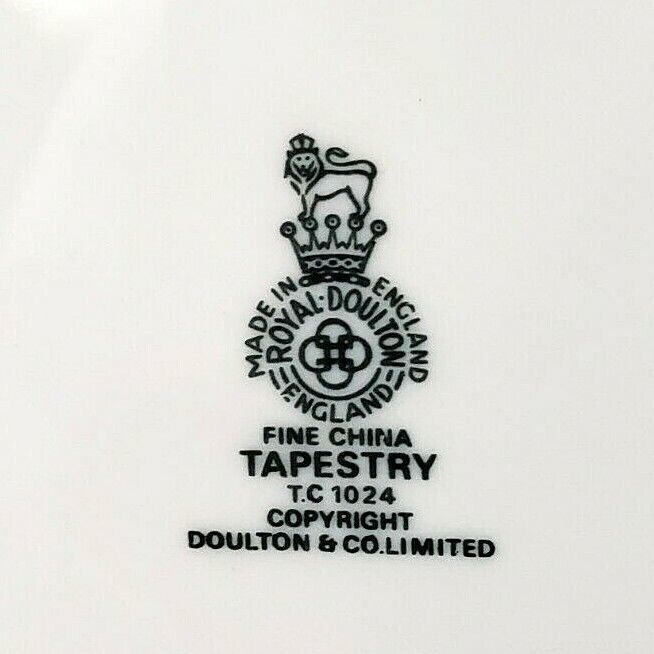 MADE IN ENGLAND
ROYAL·DOULTON
ENGLAND
FINE CHINA
TAPESTRY
T.C 1024
COPYRIGHT
DOULTON & CO.LIMITED